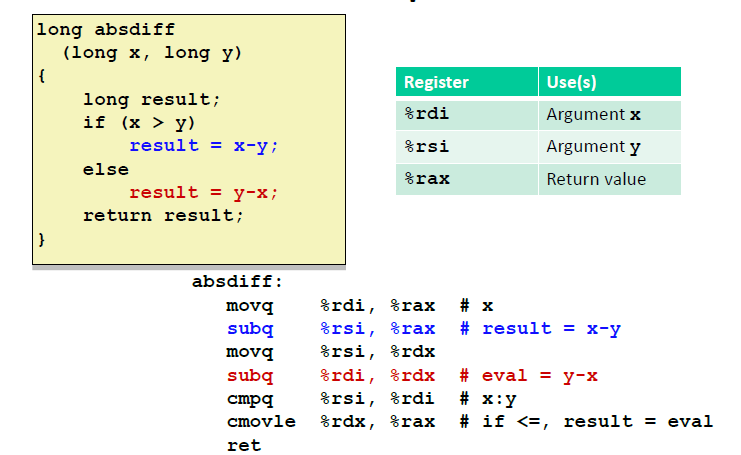 long absdiff
(long x, long y)
{
long result;
if (x > y)
result = x-y;
else
result = y-x;
return result;
}
Register Use(s)
%rdi Argument x
%rsi Argument y
%rax Return value
absdiff:
movq %rdi, %rax # x
subq %rsi, %rax # result = x-y
movq %rsi, %rdx
subq %rdi, %rdx # eval = y-x
cmpq %rsi, %rdi # x:y
cmovle %rdx, %rax # if <=, result = eval
ret